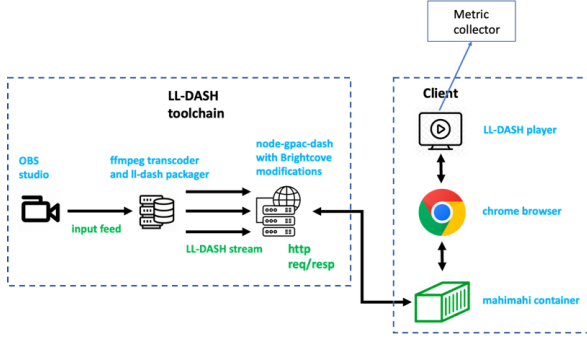 Metric
collector
LL-DASH
toolchain
OBS
studio
ffmpeg transcoder
and ll-dash packager
node-gpac-dash
with Brightcove
modifications
input feed
LL-DASH stream
http
req/resp
Client
LL-DASH player
chrome browser
mahimahi container